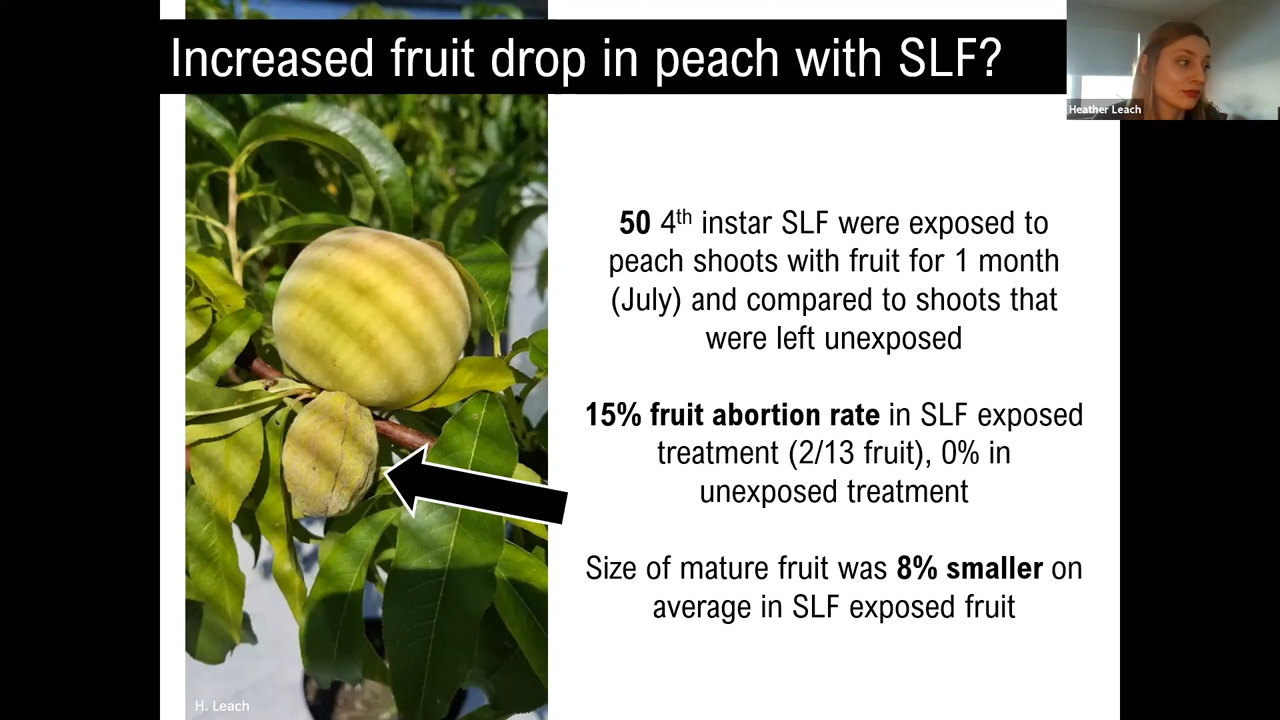 Increased fruit drop in peach with SLF?
Heather Leach
50 4th instar SLF were exposed to
peach shoots with fruit for 1 month
(July) and compared to shoots that
were left unexposed
15% fruit abortion rate in SLF exposed
treatment (2/13 fruit), 0% in
unexposed treatment
Size of mature fruit was 8% smaller on
average in SLF exposed fruit
H. Leach